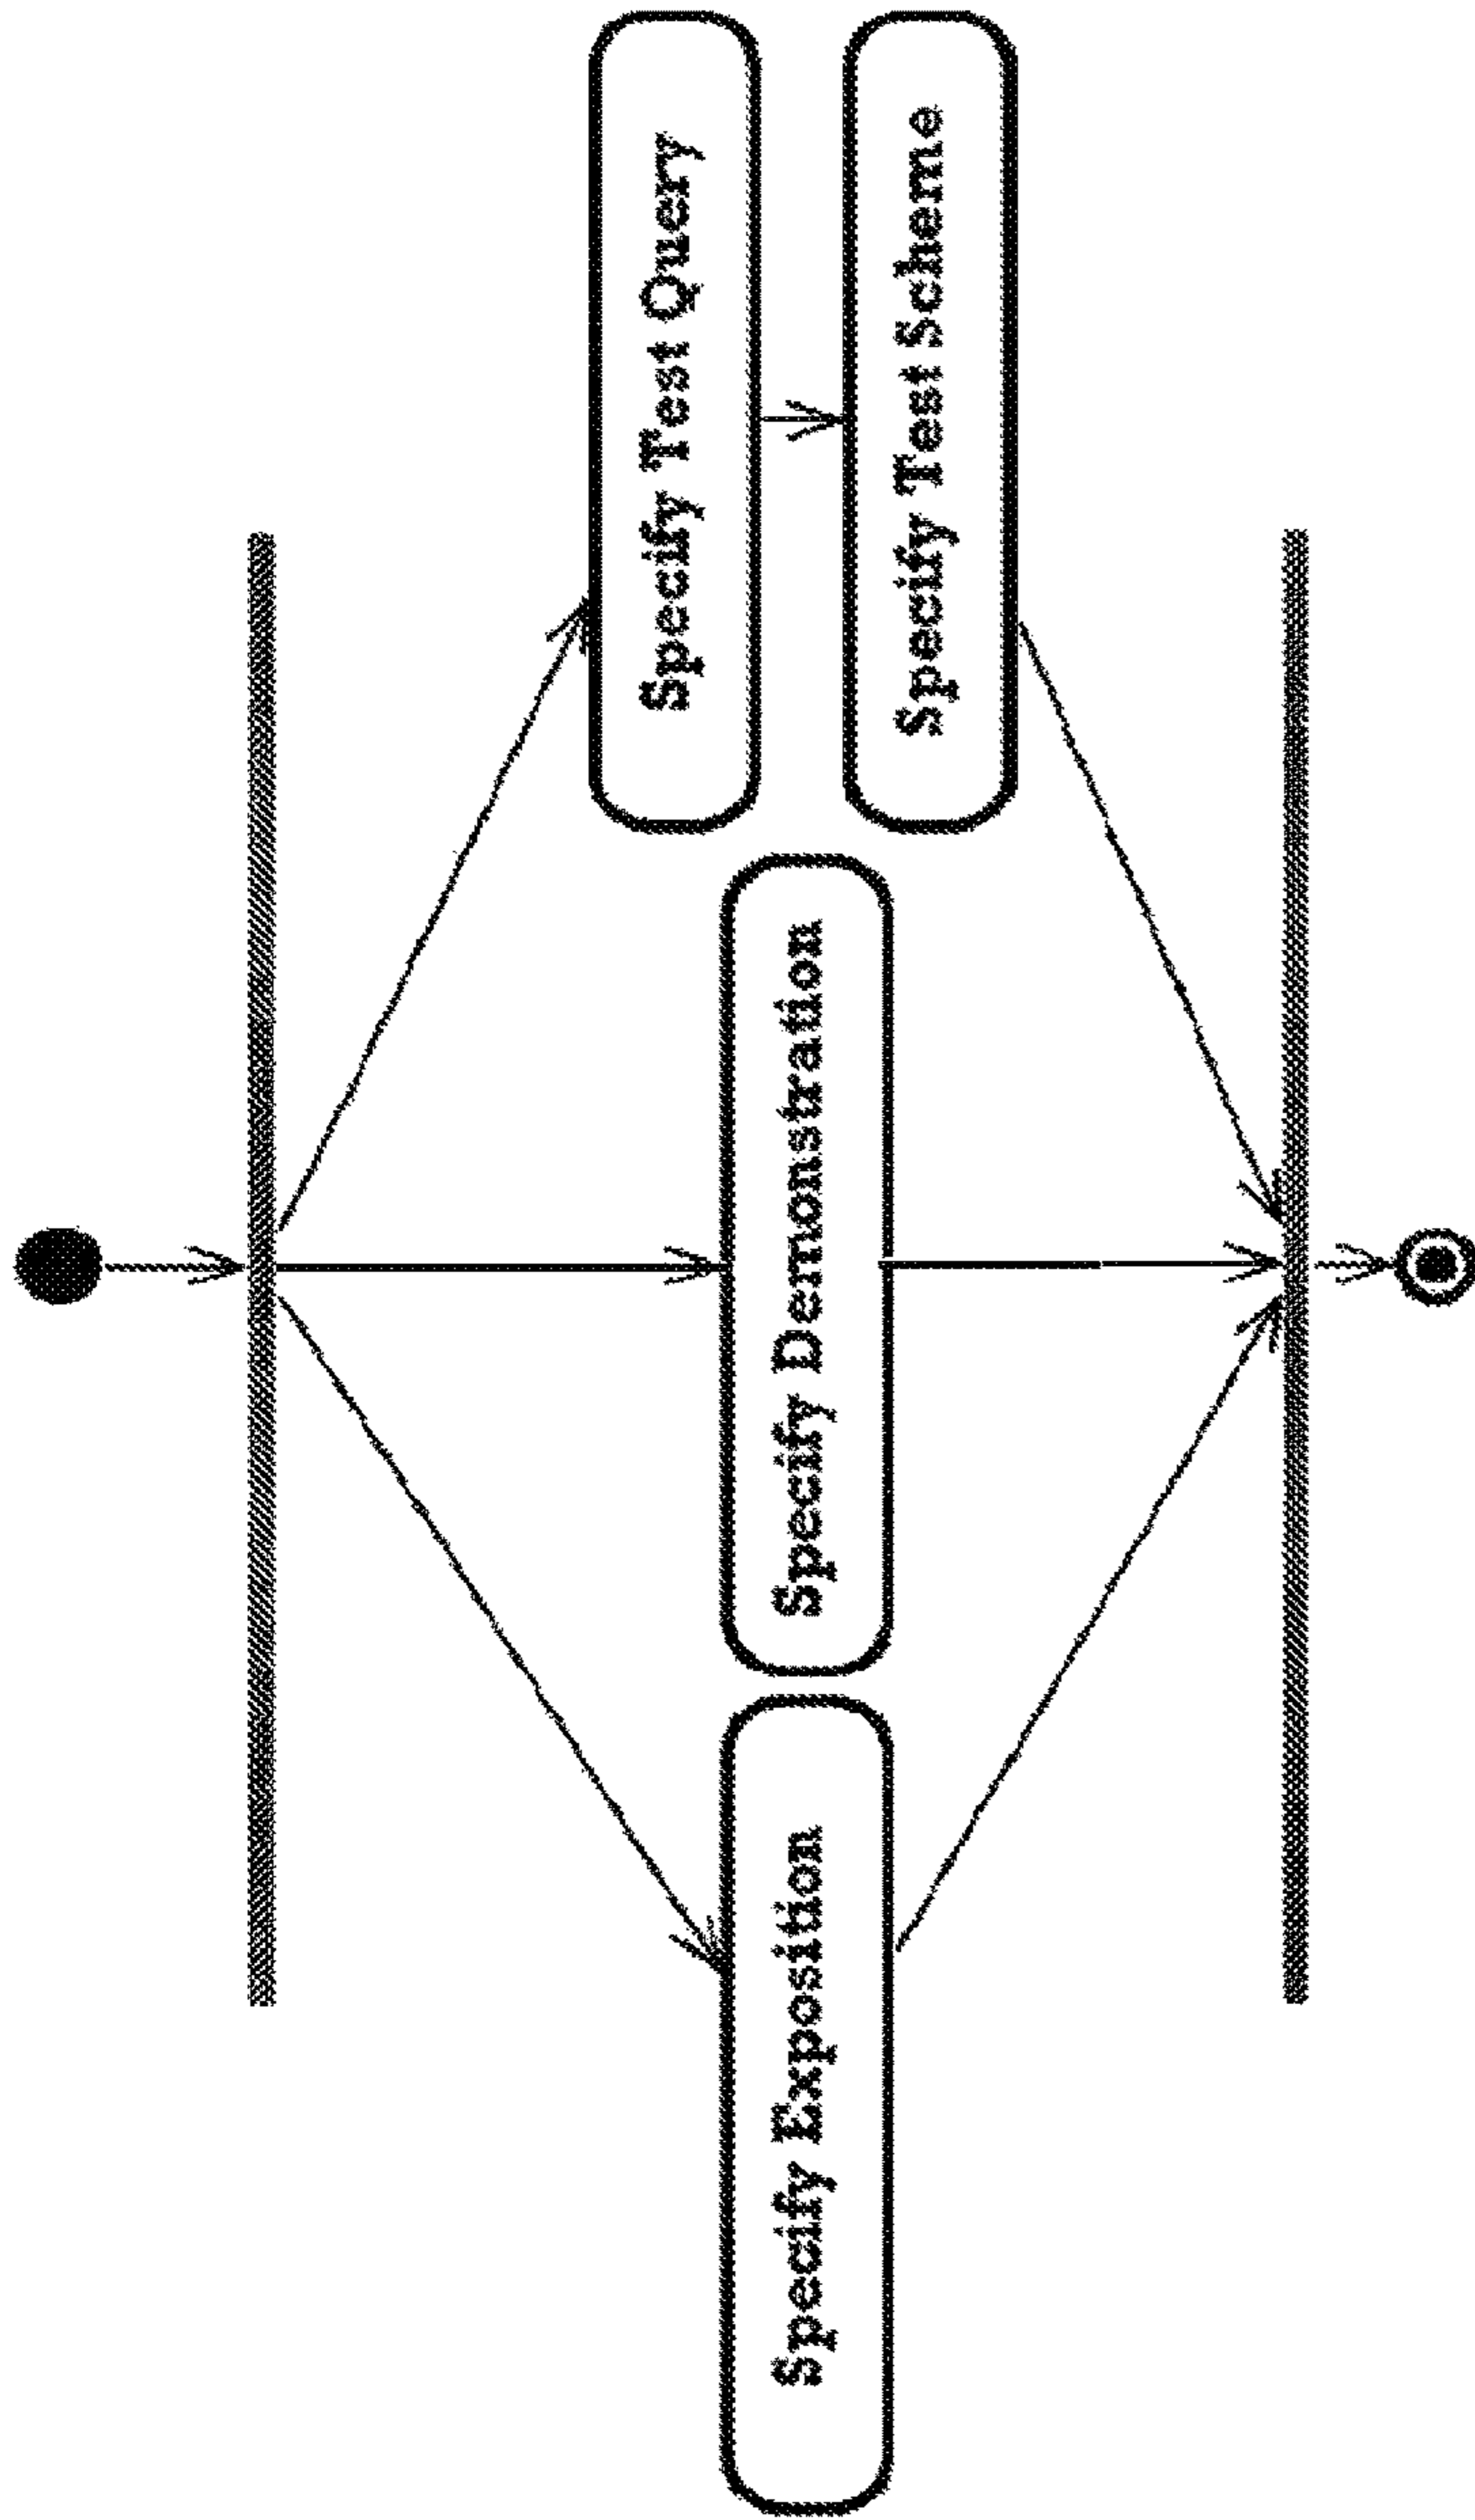 Specify Exposition
Specify Demonstration
Specify Test Query
Specify Test Scheme